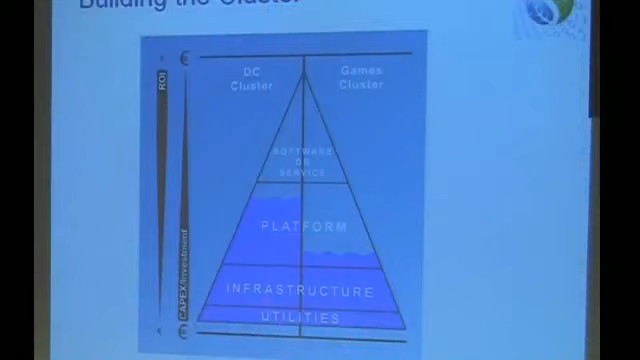 Building the Cluster
DC
Cluster
Games
Cluster
ROI
SOFTWARE
OR
SERVICE
PLATFORM
CAPEX/Investment
INFRASTRUCTURE
UTILITIES